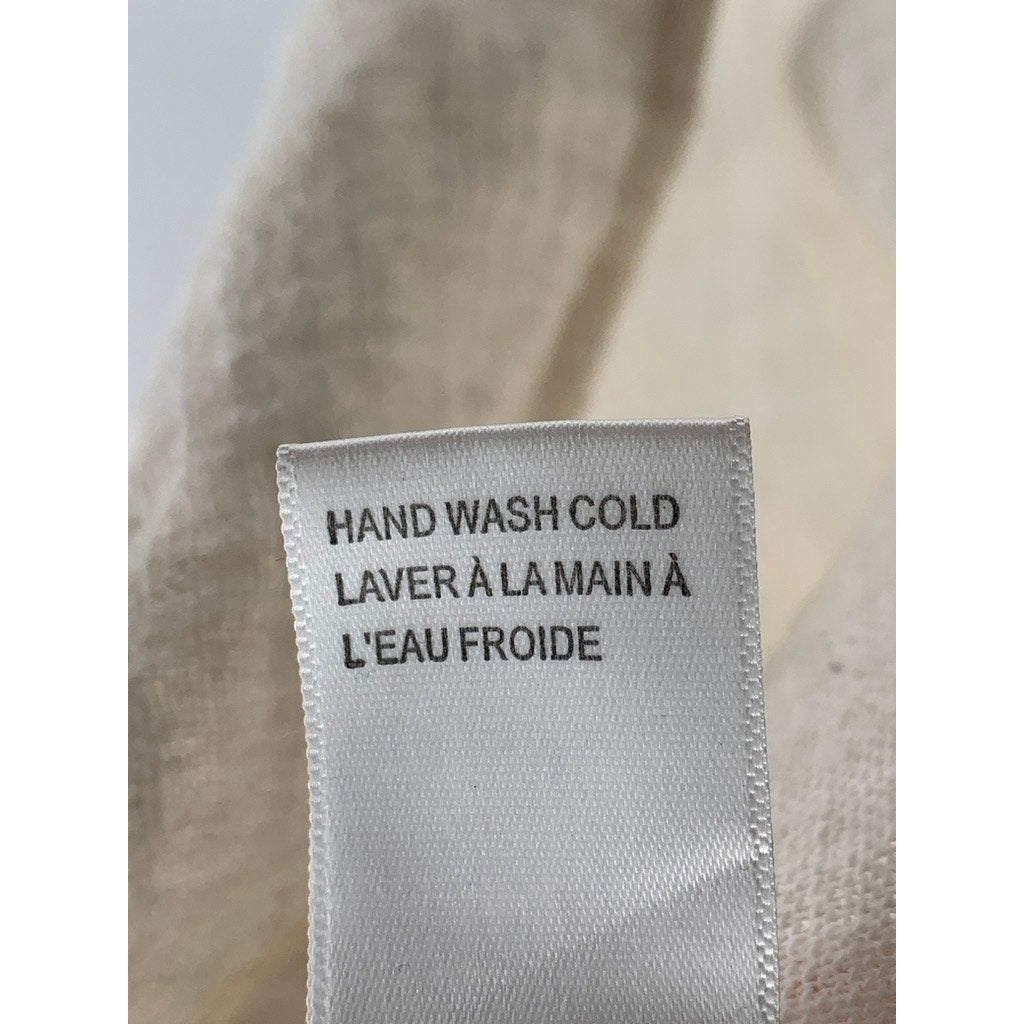 HAND WASH COLD
LAVER À LA MAIN À
L'EAU FROIDE